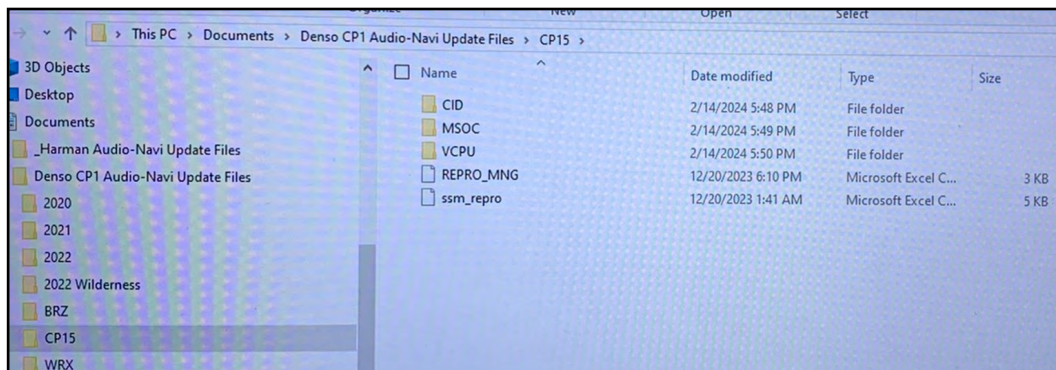 Organize New Open Select
This PC > Documents > Denso CP1 Audio-Navi Update Files > CP15 >
3D Objects
Desktop
Documents
_Harman Audio-Navi Update Files
Denso CP1 Audio-Navi Update Files
2020
2021
2022
2022 Wilderness
BRZ
CP15
WRX
Name Date modified Type Size
CID 2/14/2024 5:48 PM File folder
MSOC 2/14/2024 5:49 PM File folder
VCPU 2/14/2024 5:50 PM File folder
REPRO_MNG 12/20/2023 6:10 PM Microsoft Excel C... 3 KB
ssm_repro 12/20/2023 1:41 AM Microsoft Excel C... 5 KB